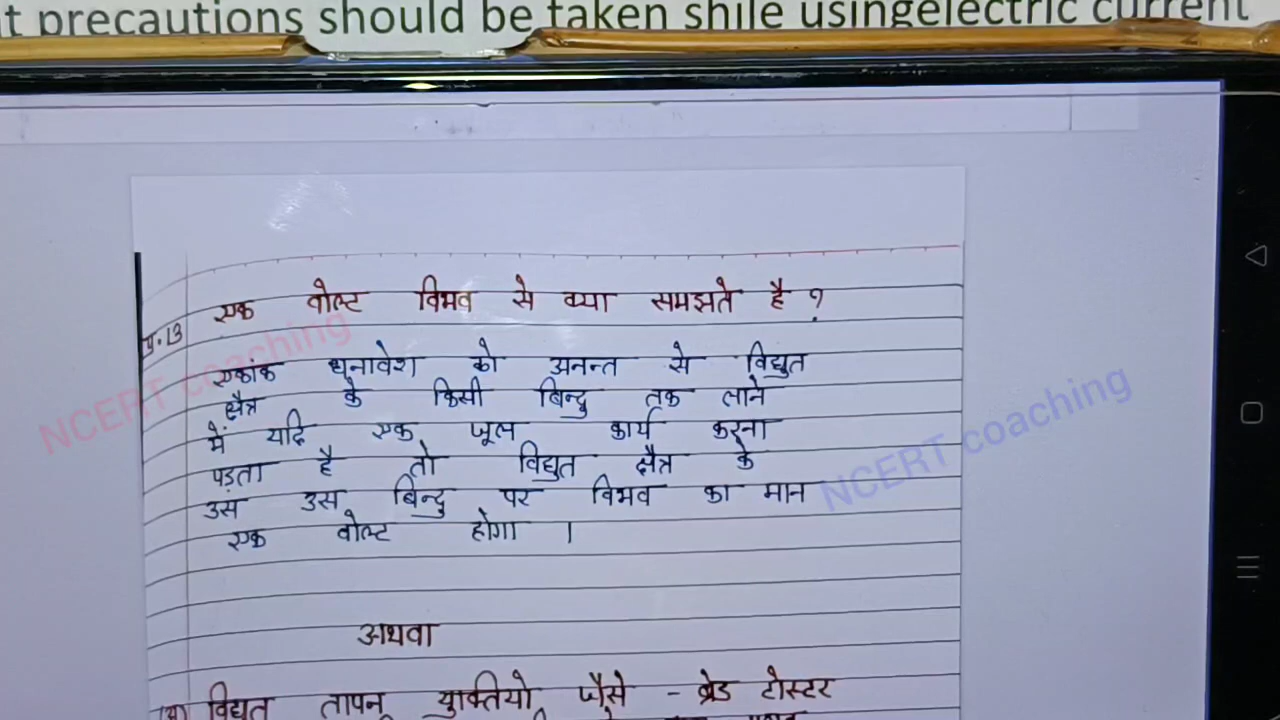 t precautions should be taken shile usingelectric current
एक वोल्ट विभव से क्या समझते है ?
प्र.13
एकांक धनावेश को अनन्त से विद्युत
क्षैत्र के किसी बिन्दु तक लाने
में यदि एक जूल कार्य करना
पड़ता है तो विद्युत क्षैत्र के
उस उस बिन्दु पर विभव का मान
एक वोल्ट होगा ।
अथवा
विद्युत तापन युक्तियो जैसे - ब्रेड टोस्टर
NCERT coaching
NCERT coaching